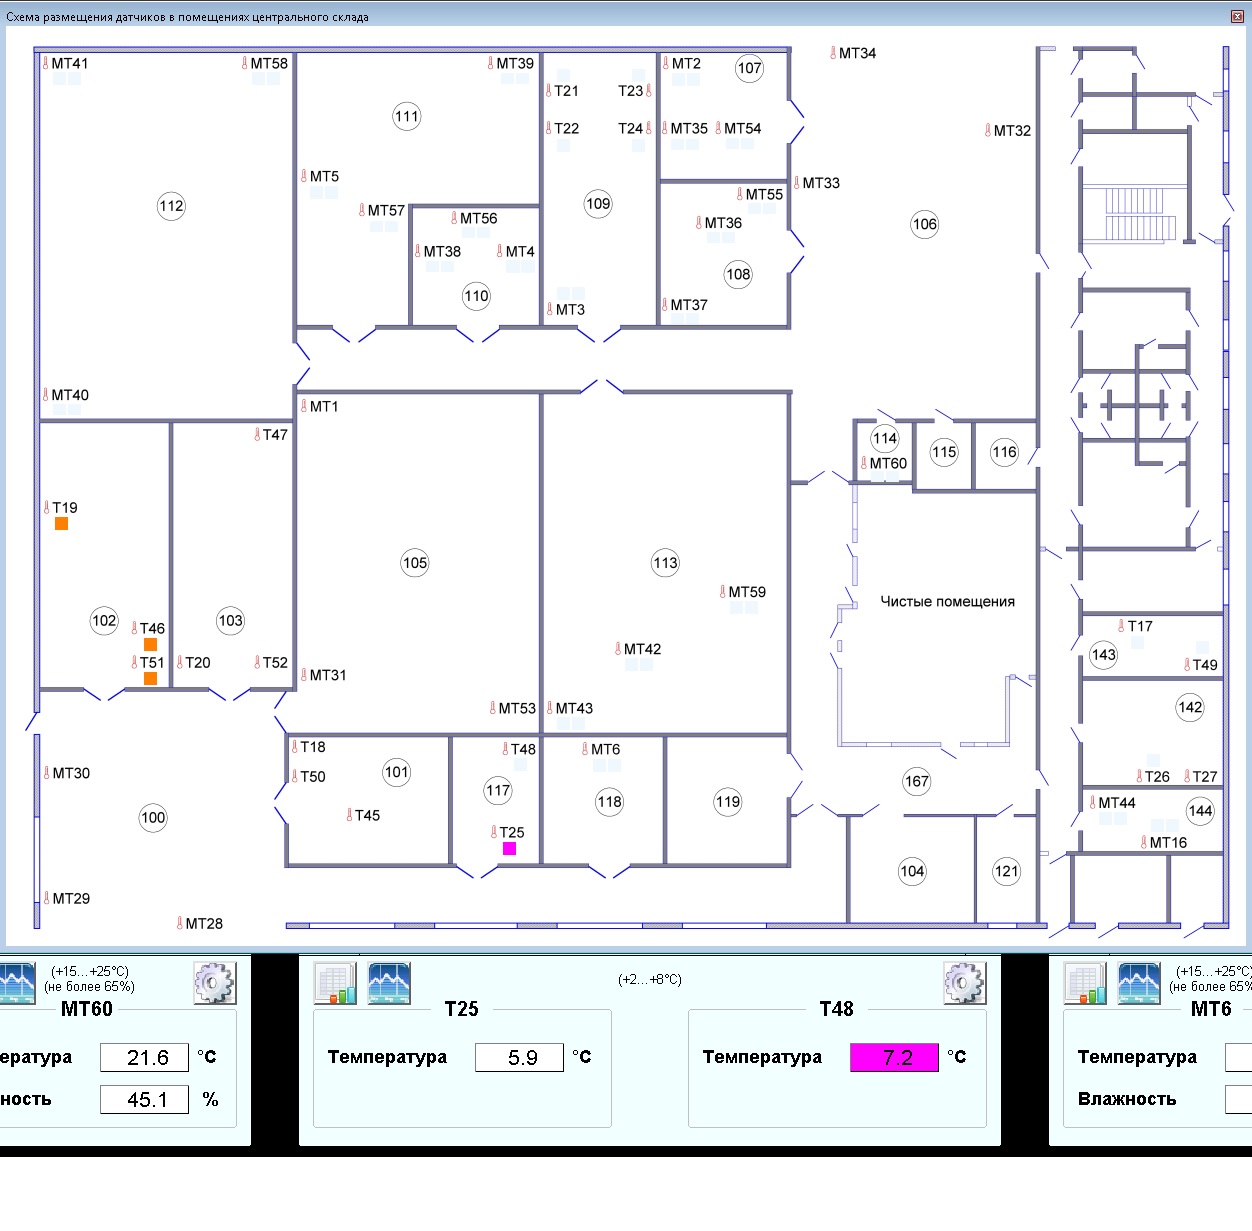 Схема размещения датчиков в помещениях центрального склада
MT41
MT58
MT39
MT2
107
MT34
T21
T23
111
T22
T24
MT35
MT54
MT32
MT5
MT33
MT55
112
MT57
MT56
109
MT36
106
MT38
MT4
108
110
MT3
MT37
MT40
MT1
T47
114
115
116
MT60
T19
105
113
MT59
Чистые помещения
102
T46
103
T17
143
MT42
T51
T20
T52
T49
MT31
MT53
MT43
142
T18
T48
MT6
MT30
T50
101
T26
T27
117
167
118
119
MT44
144
100
T45
T25
MT16
104
121
MT29
MT28
(+15...+25°C)
(не более 65%)
(+2...+8°C)
(+15...+25°C)
(не более 65%
MT60
T25
T48
MT6
ература
21.6
°C
Температура
5.9
°C
Температура
7.2
°C
Температура
ность
45.1
%
Влажность